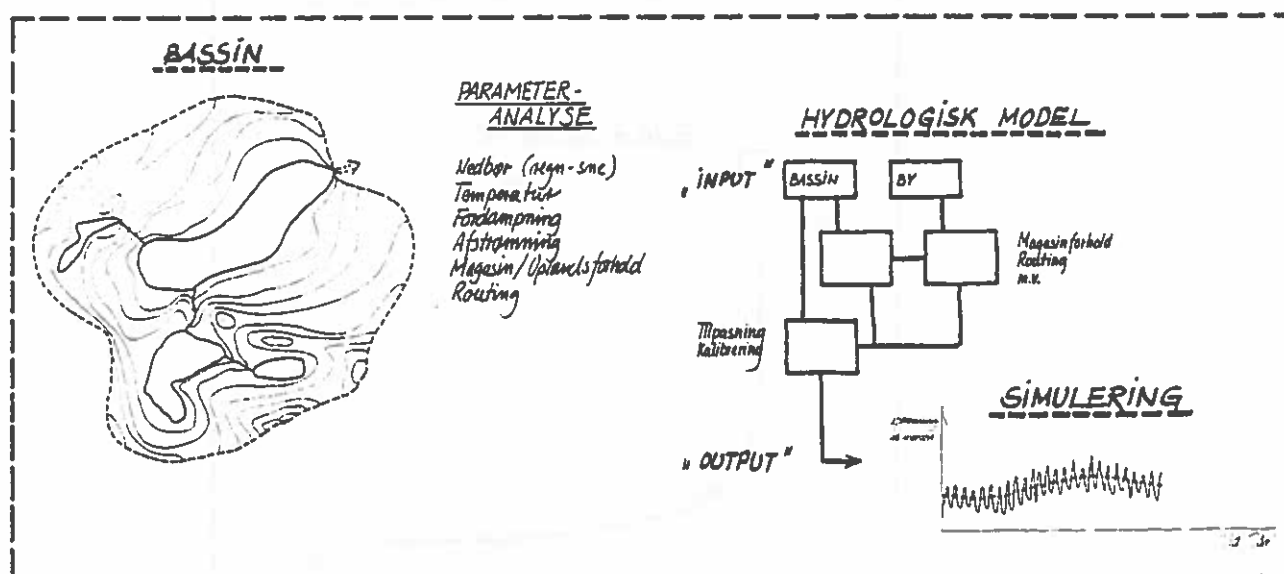 BASSIN
PARAMETER-
ANALYSE
Nedbør (regn-sne)
Temperatur
Fordampning
Afstrømning
Magasin/Opløvelsforhold
Routing
HYDROLOGISK MODEL
„INPUT"
BASSIN
BY
Magasinforhold
Routing
m.v.
Tilpasning
Kalibrering
„OUTPUT"
SIMULERING